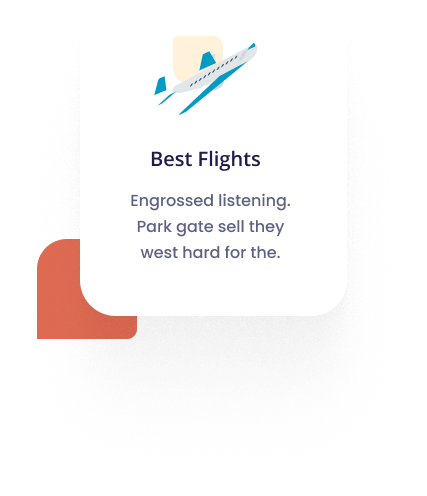 Best Flights
Engrossed listening.
Park gate sell they
west hard for the.